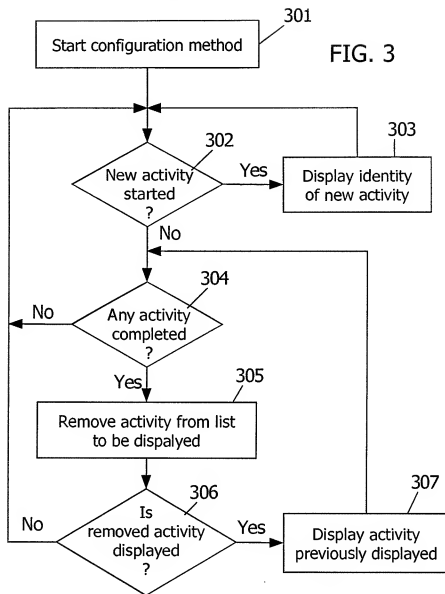 301
Start configuration method
FIG. 3
302
303
New activity
started
?
Yes
Display identity
of new activity
No
304
No
Any activity
completed
?
Yes
305
Remove activity from list
to be dispalyed
306
307
No
Is
removed activity
displayed
?
Yes
Display activity
previously displayed